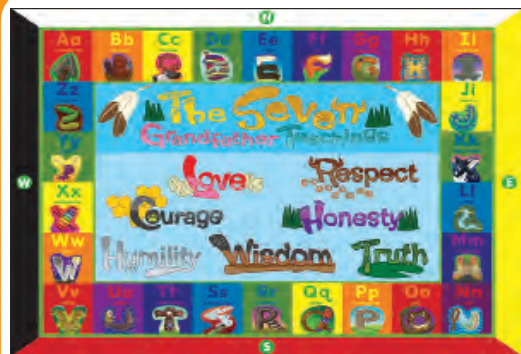 N
Aa Bb Cc Dd Ee Ff Gg Hh Ii
Zz
The Seven
Jj
Grandfather Teachings
Yy
Kk
Love
Respect
W
E
Xx
Courage
Honesty
Ll
Ww
Humility
Wisdom
Truth
Mm
Vv Uu Tt Ss Rr Qq Pp Oo Nn
S